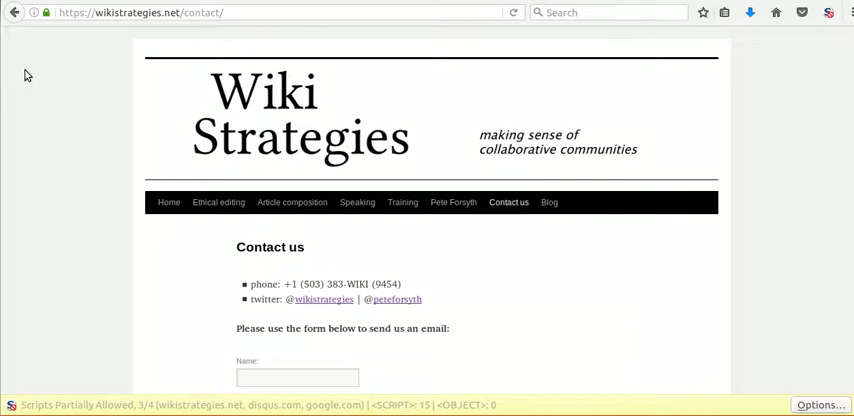 https://wikistrategies.net/contact/
Search
Wiki
Strategies
making sense of
collaborative communities
Home Ethical editing Article composition Speaking Training Pete Forsyth Contact us Blog
Contact us
phone: +1 (503) 383-WIKI (9454)
twitter: @wikistrategies | @peteforsyth
Please use the form below to send us an email:
Name:
Scripts Partially Allowed, 3/4 (wikistrategies.net, disqus.com, google.com) | <SCRIPT>: 15 | <OBJECT>: 0
Options...